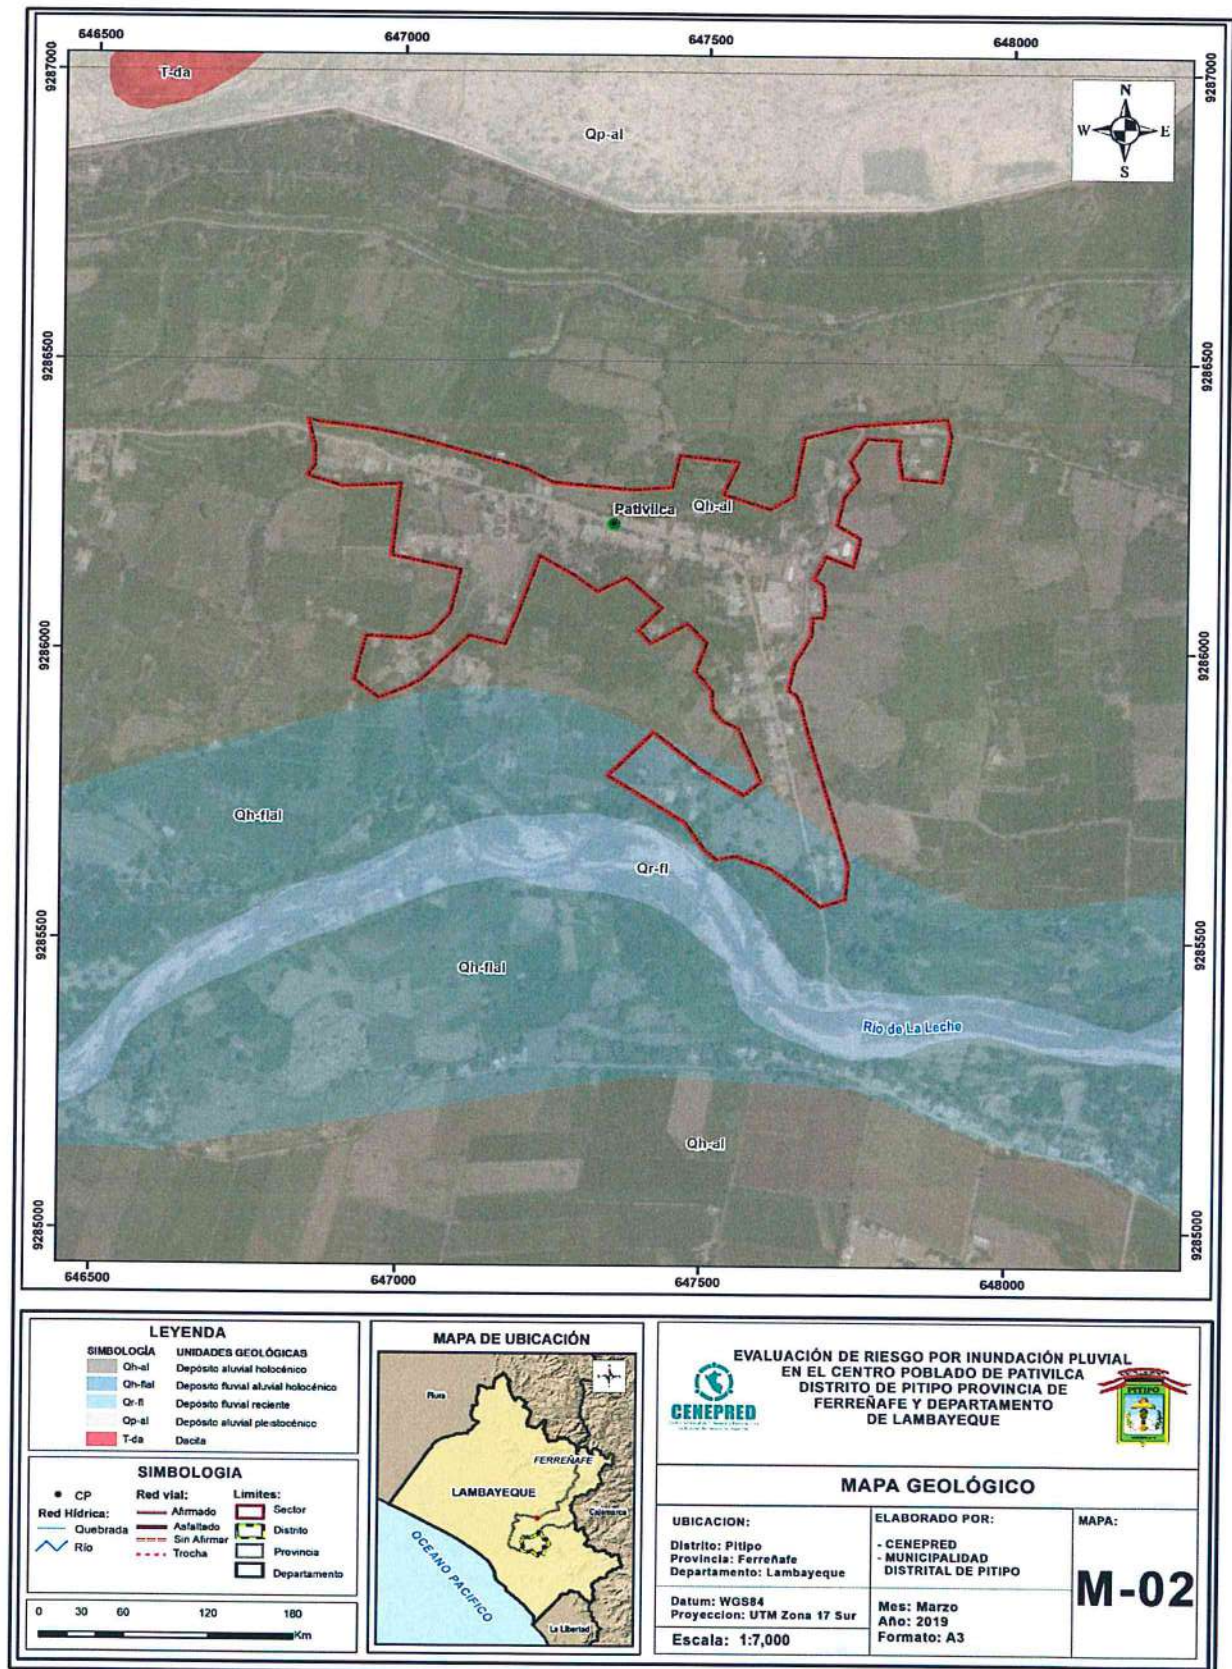 646500
647000
647500
648000
9287000
9287000
T-da
Qp-al
N
W
E
S
9286500
9286500
Pativilca
Qh-al
9286000
9286000
Qh-flal
Qr-fl
9285500
9285500
Qh-flal
Río de La Leche
Qh-al
9285000
9285000
646500
647000
647500
648000
LEYENDA
SIMBOLOGÍA UNIDADES GEOLÓGICAS
Qh-al Depósito aluvial holocénico
Qh-flal Deposito fluvial aluvial holocénico
Qr-fl Depósito fluvial reciente
Qp-al Depósito aluvial pleistocénico
T-da Dacita
SIMBOLOGIA
CP
Red Hídrica:
Quebrada
Río
Red vial:
Afirmado
Asfaltado
Sin Afirmar
Trocha
Limites:
Sector
Distrito
Provincia
Departamento
0 30 60 120 180
Km
MAPA DE UBICACIÓN
Piura
FERREÑAFE
LAMBAYEQUE
Cajamarca
OCEANO PACIFICO
La Libertad
CENEPRED
EVALUACIÓN DE RIESGO POR INUNDACIÓN PLUVIAL
EN EL CENTRO POBLADO DE PATIVILCA
DISTRITO DE PITIPO PROVINCIA DE
FERREÑAFE Y DEPARTAMENTO
DE LAMBAYEQUE
PITIPO
MAPA GEOLÓGICO
UBICACION:
Distrito: Pitipo
Provincia: Ferreñafe
Departamento: Lambayeque
Datum: WGS84
Proyeccion: UTM Zona 17 Sur
Escala: 1:7,000
ELABORADO POR:
- CENEPRED
- MUNICIPALIDAD
DISTRITAL DE PITIPO
Mes: Marzo
Año: 2019
Formato: A3
MAPA:
M-02